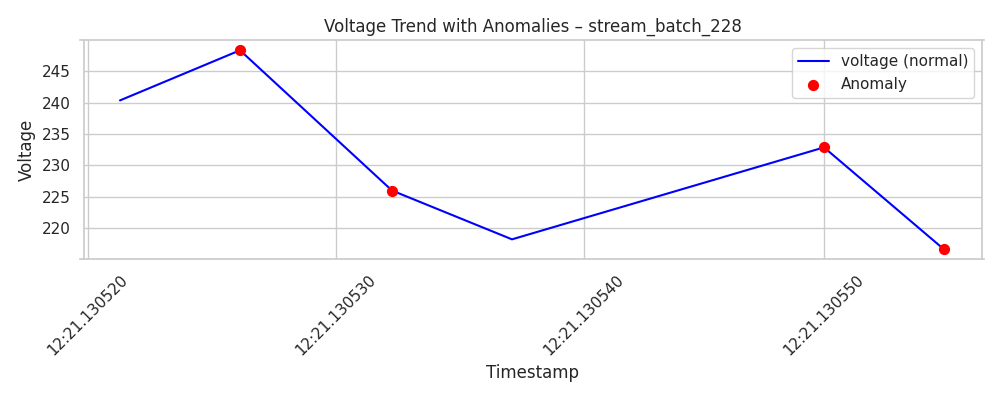 Voltage Trend with Anomalies – stream_batch_228
voltage (normal)
Anomaly
Voltage
245
240
235
230
225
220
12:21.130520
12:21.130530
12:21.130540
12:21.130550
Timestamp